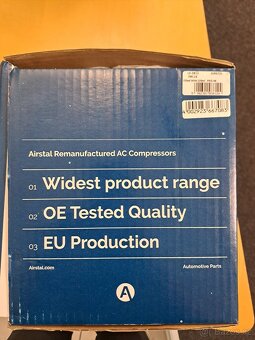 4002923667083
Airstal Remanufactured AC Compressors
01 Widest product range
02 OE Tested Quality
03 EU Production
Airstal.com
Automotive Parts
A